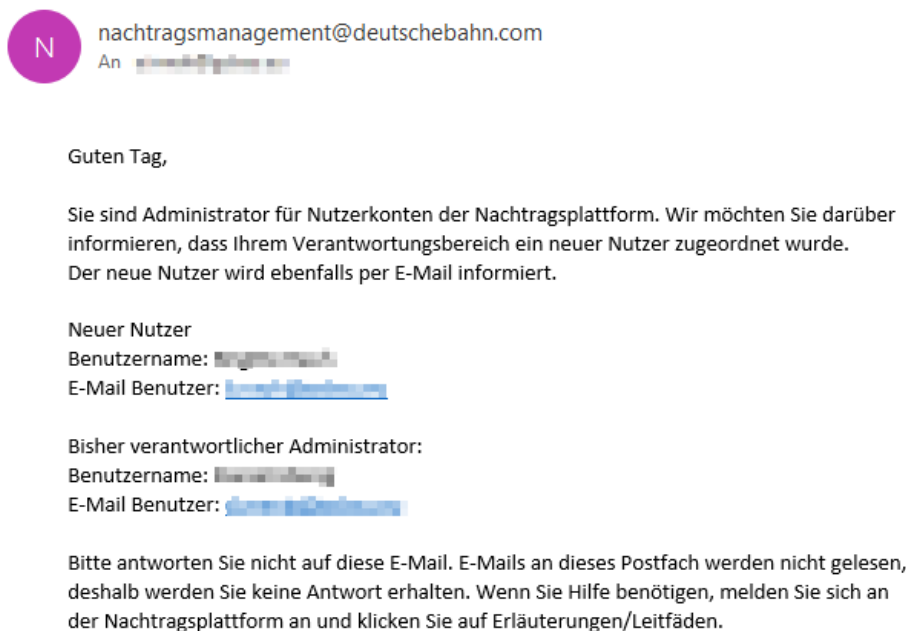 N
nachtragsmanagement@deutschebahn.com
An
Guten Tag,
Sie sind Administrator für Nutzerkonten der Nachtragsplattform. Wir möchten Sie darüber
informieren, dass Ihrem Verantwortungsbereich ein neuer Nutzer zugeordnet wurde.
Der neue Nutzer wird ebenfalls per E-Mail informiert.
Neuer Nutzer
Benutzername:
E-Mail Benutzer:
Bisher verantwortlicher Administrator:
Benutzername:
E-Mail Benutzer:
Bitte antworten Sie nicht auf diese E-Mail. E-Mails an dieses Postfach werden nicht gelesen,
deshalb werden Sie keine Antwort erhalten. Wenn Sie Hilfe benötigen, melden Sie sich an
der Nachtragsplattform an und klicken Sie auf Erläuterungen/Leitfäden.